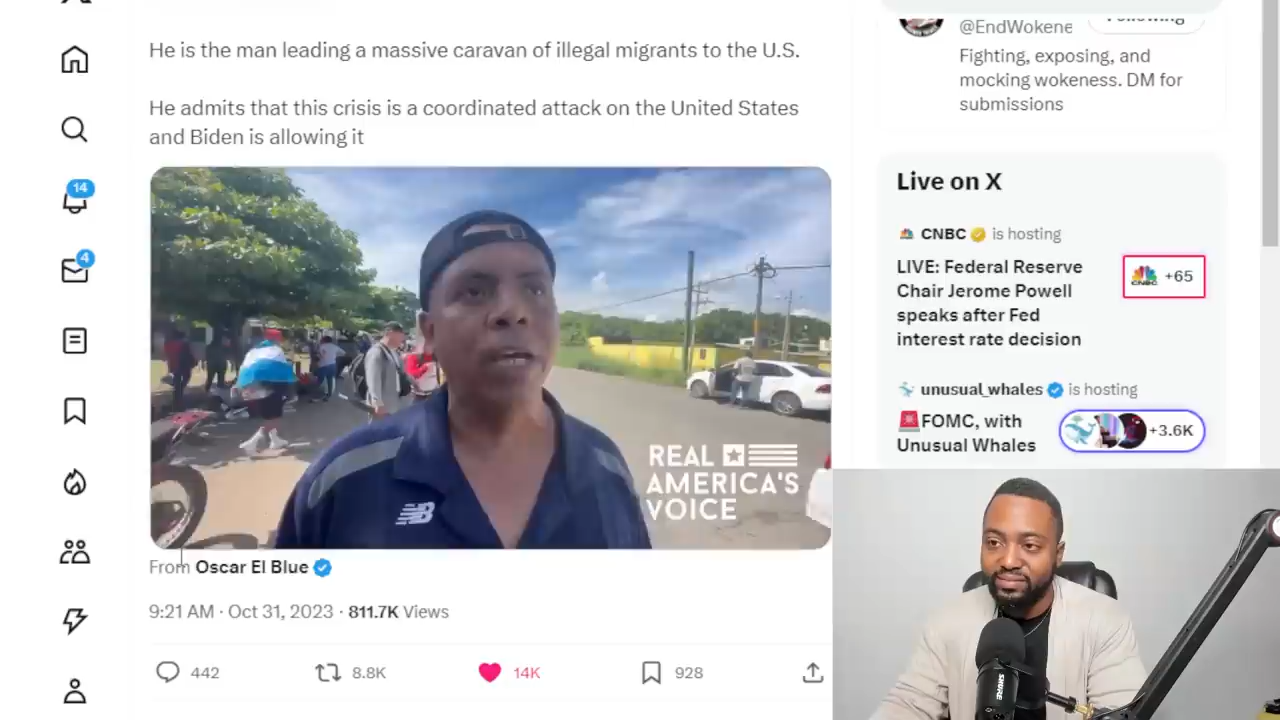 He is the man leading a massive caravan of illegal migrants to the U.S.
He admits that this crisis is a coordinated attack on the United States
and Biden is allowing it
REAL
AMERICA'S
VOICE
From Oscar El Blue
9:21 AM · Oct 31, 2023 · 811.7K Views
442
8.8K
14K
928
14
4
@EndWokene
Following
Fighting, exposing, and
mocking wokeness. DM for
submissions
Live on X
CNBC is hosting
LIVE: Federal Reserve
Chair Jerome Powell
speaks after Fed
interest rate decision
CNBC
+65
unusual_whales is hosting
🚨FOMC, with
Unusual Whales
+3.6K
SHURE